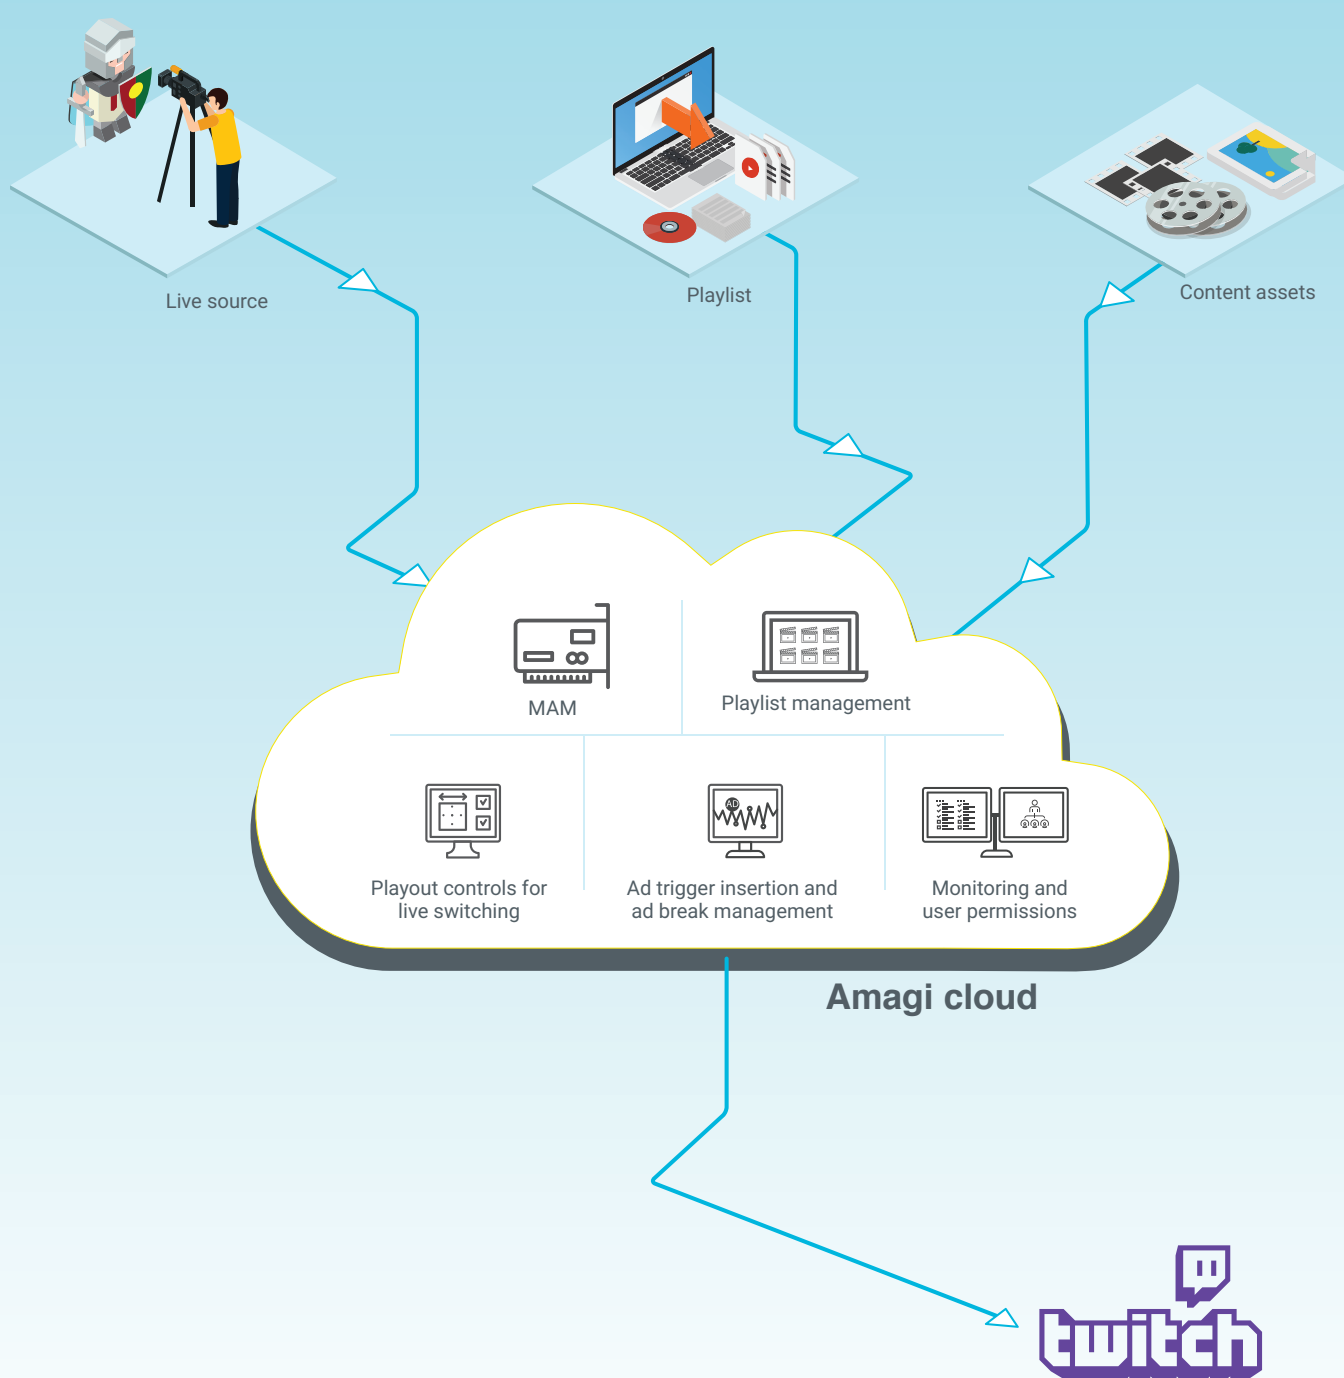 Live source
Playlist
Content assets
MAM
Playlist management
AD
Playout controls for
live switching
Ad trigger insertion and
ad break management
Monitoring and
user permissions
Amagi cloud
twitch